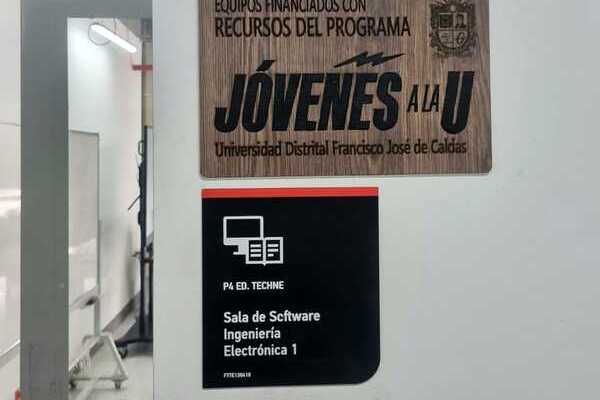 EQUIPOS FINANCIADOS CON
RECURSOS DEL PROGRAMA
JÓVENES A LA U
Universidad Distrital Francisco José de Caldas
P4 ED. TECHNE
Sala de Scftware
Ingeniería
Electrónica 1